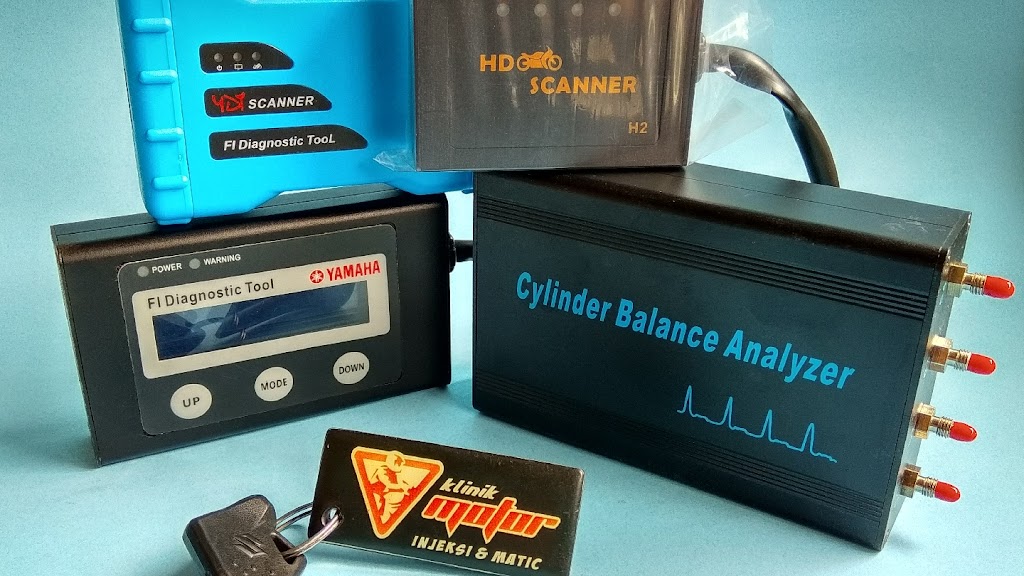 YDT SCANNER
FI Diagnostic TooL
HD
SCANNER
H2
POWER
WARNING
YAMAHA
FI Diagnostic Tool
UP
MODE
DOWN
Cylinder Balance Analyzer
klinik
motor
INJEKSI & MATIC